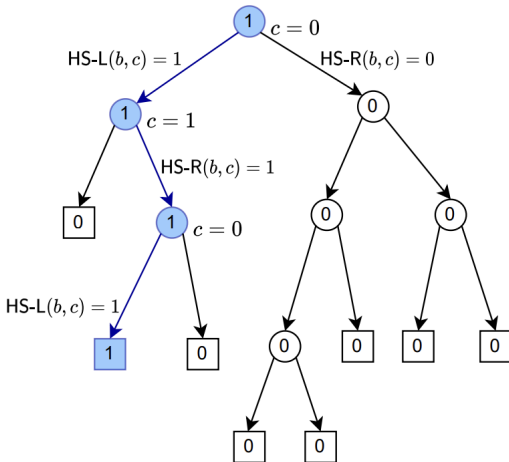 1 c = 0
HS-L(b, c) = 1 HS-R(b, c) = 0
1 c = 1 0
HS-R(b, c) = 1
0 1 c = 0 0 0
HS-L(b, c) = 1
1 0 0 0 0 0
0 0